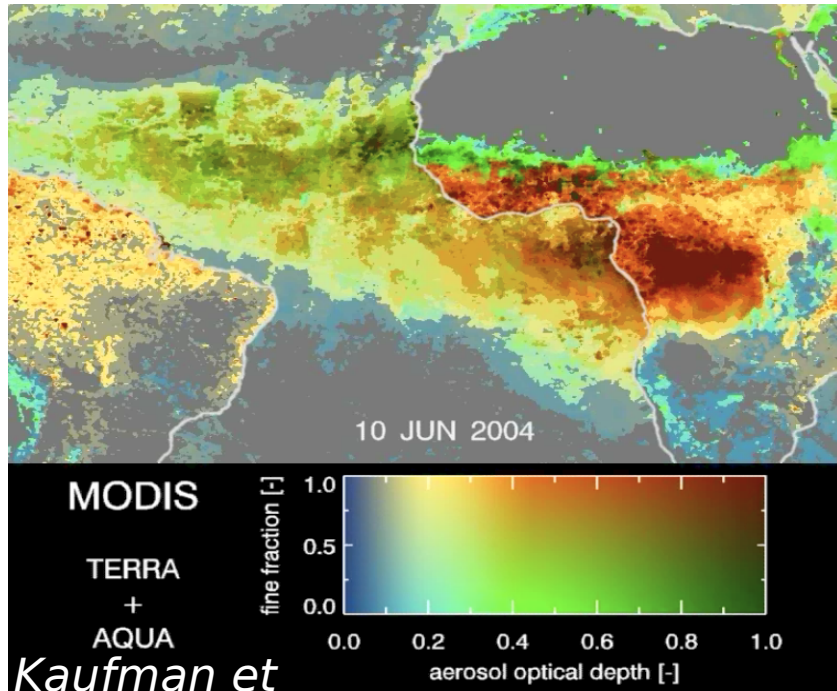 10 JUN 2004
MODIS
TERRA
+
AQUA
Kaufman et
fine fraction [-]
1.0
0.5
0.0
0.0 0.2 0.4 0.6 0.8 1.0
aerosol optical depth [-]